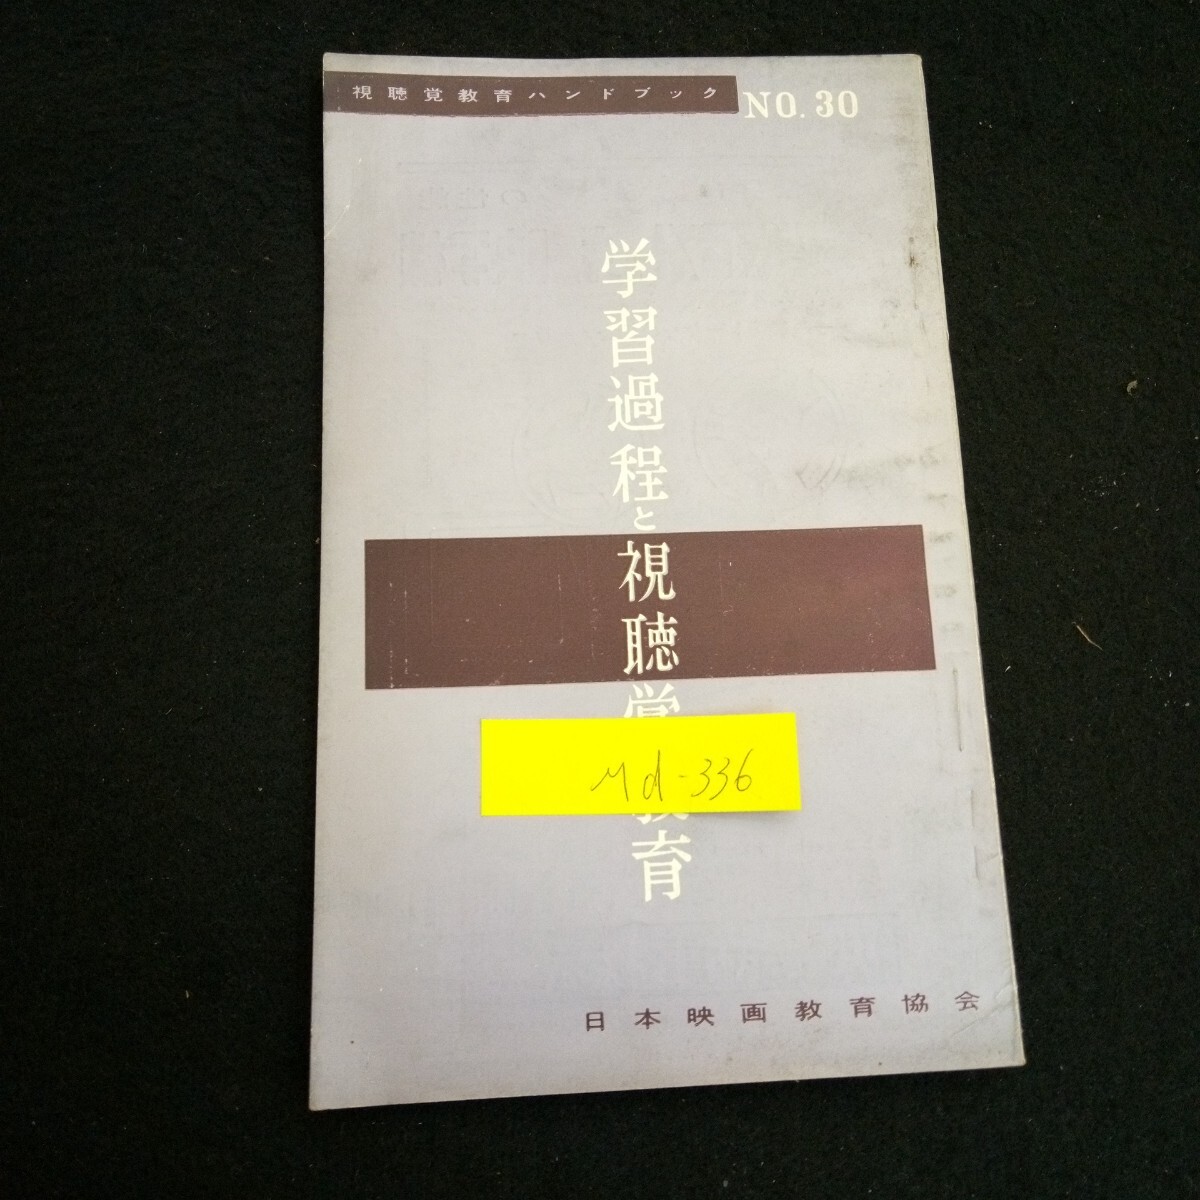 視聴覚教育ハンドブック
NO. 30
学習過程と視聴覚教育
Md-336
日本映画教育協会